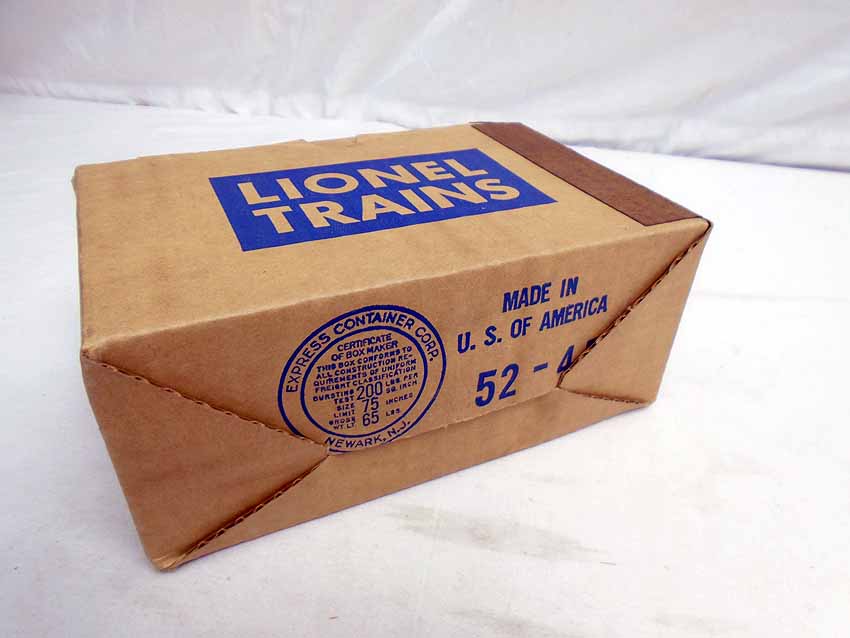 LIONEL
TRAINS
EXPRESS CONTAINER CORP.
CERTIFICATE
OF BOX MAKER
THIS BOX CONFORMS TO
ALL CONSTRUCTION RE-
QUIREMENTS OF UNIFORM
FREIGHT CLASSIFICATION
BURSTING TEST 200 LBS. PER SQ. INCH
SIZE LIMIT 75 INCHES
GROSS WT. LT. 65 LBS.
NEWARK, N.J.
MADE IN
U. S. OF AMERICA
52 - 4